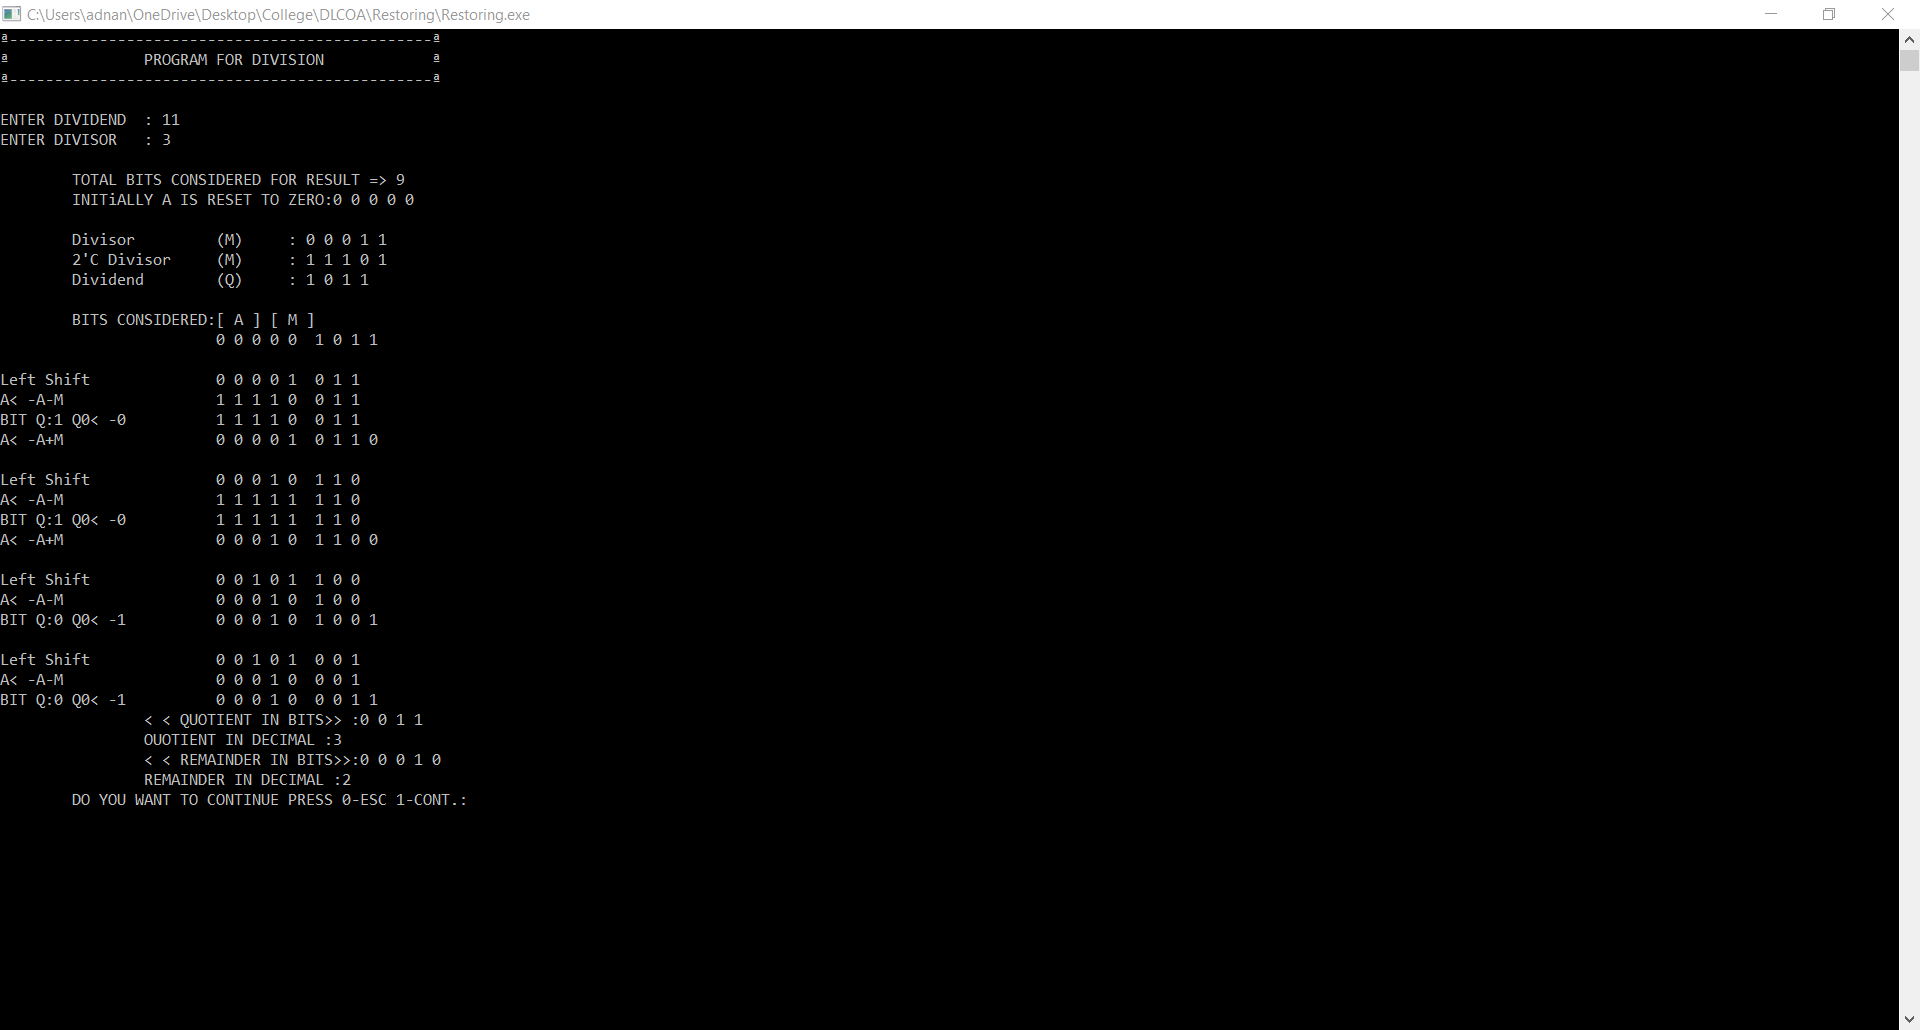 C:\Users\adnan\OneDrive\Desktop\College\DLCOA\Restoring\Restoring.exe
ª-----------------------------------------------ª
ª               PROGRAM FOR DIVISION            ª
ª-----------------------------------------------ª
ENTER DIVIDEND  : 11
ENTER DIVISOR   : 3
TOTAL BITS CONSIDERED FOR RESULT => 9
INITiALLY A IS RESET TO ZERO:0 0 0 0 0
Divisor         (M)     : 0 0 0 1 1
2'C Divisor     (M)     : 1 1 1 0 1
Dividend        (Q)     : 1 0 1 1
BITS CONSIDERED:[ A ] [ M ]
0 0 0 0 0  1 0 1 1
Left Shift              0 0 0 0 1  0 1 1
A< -A-M                 1 1 1 1 0  0 1 1
BIT Q:1 Q0< -0          1 1 1 1 0  0 1 1
A< -A+M                 0 0 0 0 1  0 1 1 0
Left Shift              0 0 0 1 0  1 1 0
A< -A-M                 1 1 1 1 1  1 1 0
BIT Q:1 Q0< -0          1 1 1 1 1  1 1 0
A< -A+M                 0 0 0 1 0  1 1 0 0
Left Shift              0 0 1 0 1  1 0 0
A< -A-M                 0 0 0 1 0  1 0 0
BIT Q:0 Q0< -1          0 0 0 1 0  1 0 0 1
Left Shift              0 0 1 0 1  0 0 1
A< -A-M                 0 0 0 1 0  0 0 1
BIT Q:0 Q0< -1          0 0 0 1 0  0 0 1 1
< < QUOTIENT IN BITS>> :0 0 1 1
OUOTIENT IN DECIMAL :3
< < REMAINDER IN BITS>>:0 0 0 1 0
REMAINDER IN DECIMAL :2
DO YOU WANT TO CONTINUE PRESS 0-ESC 1-CONT.: